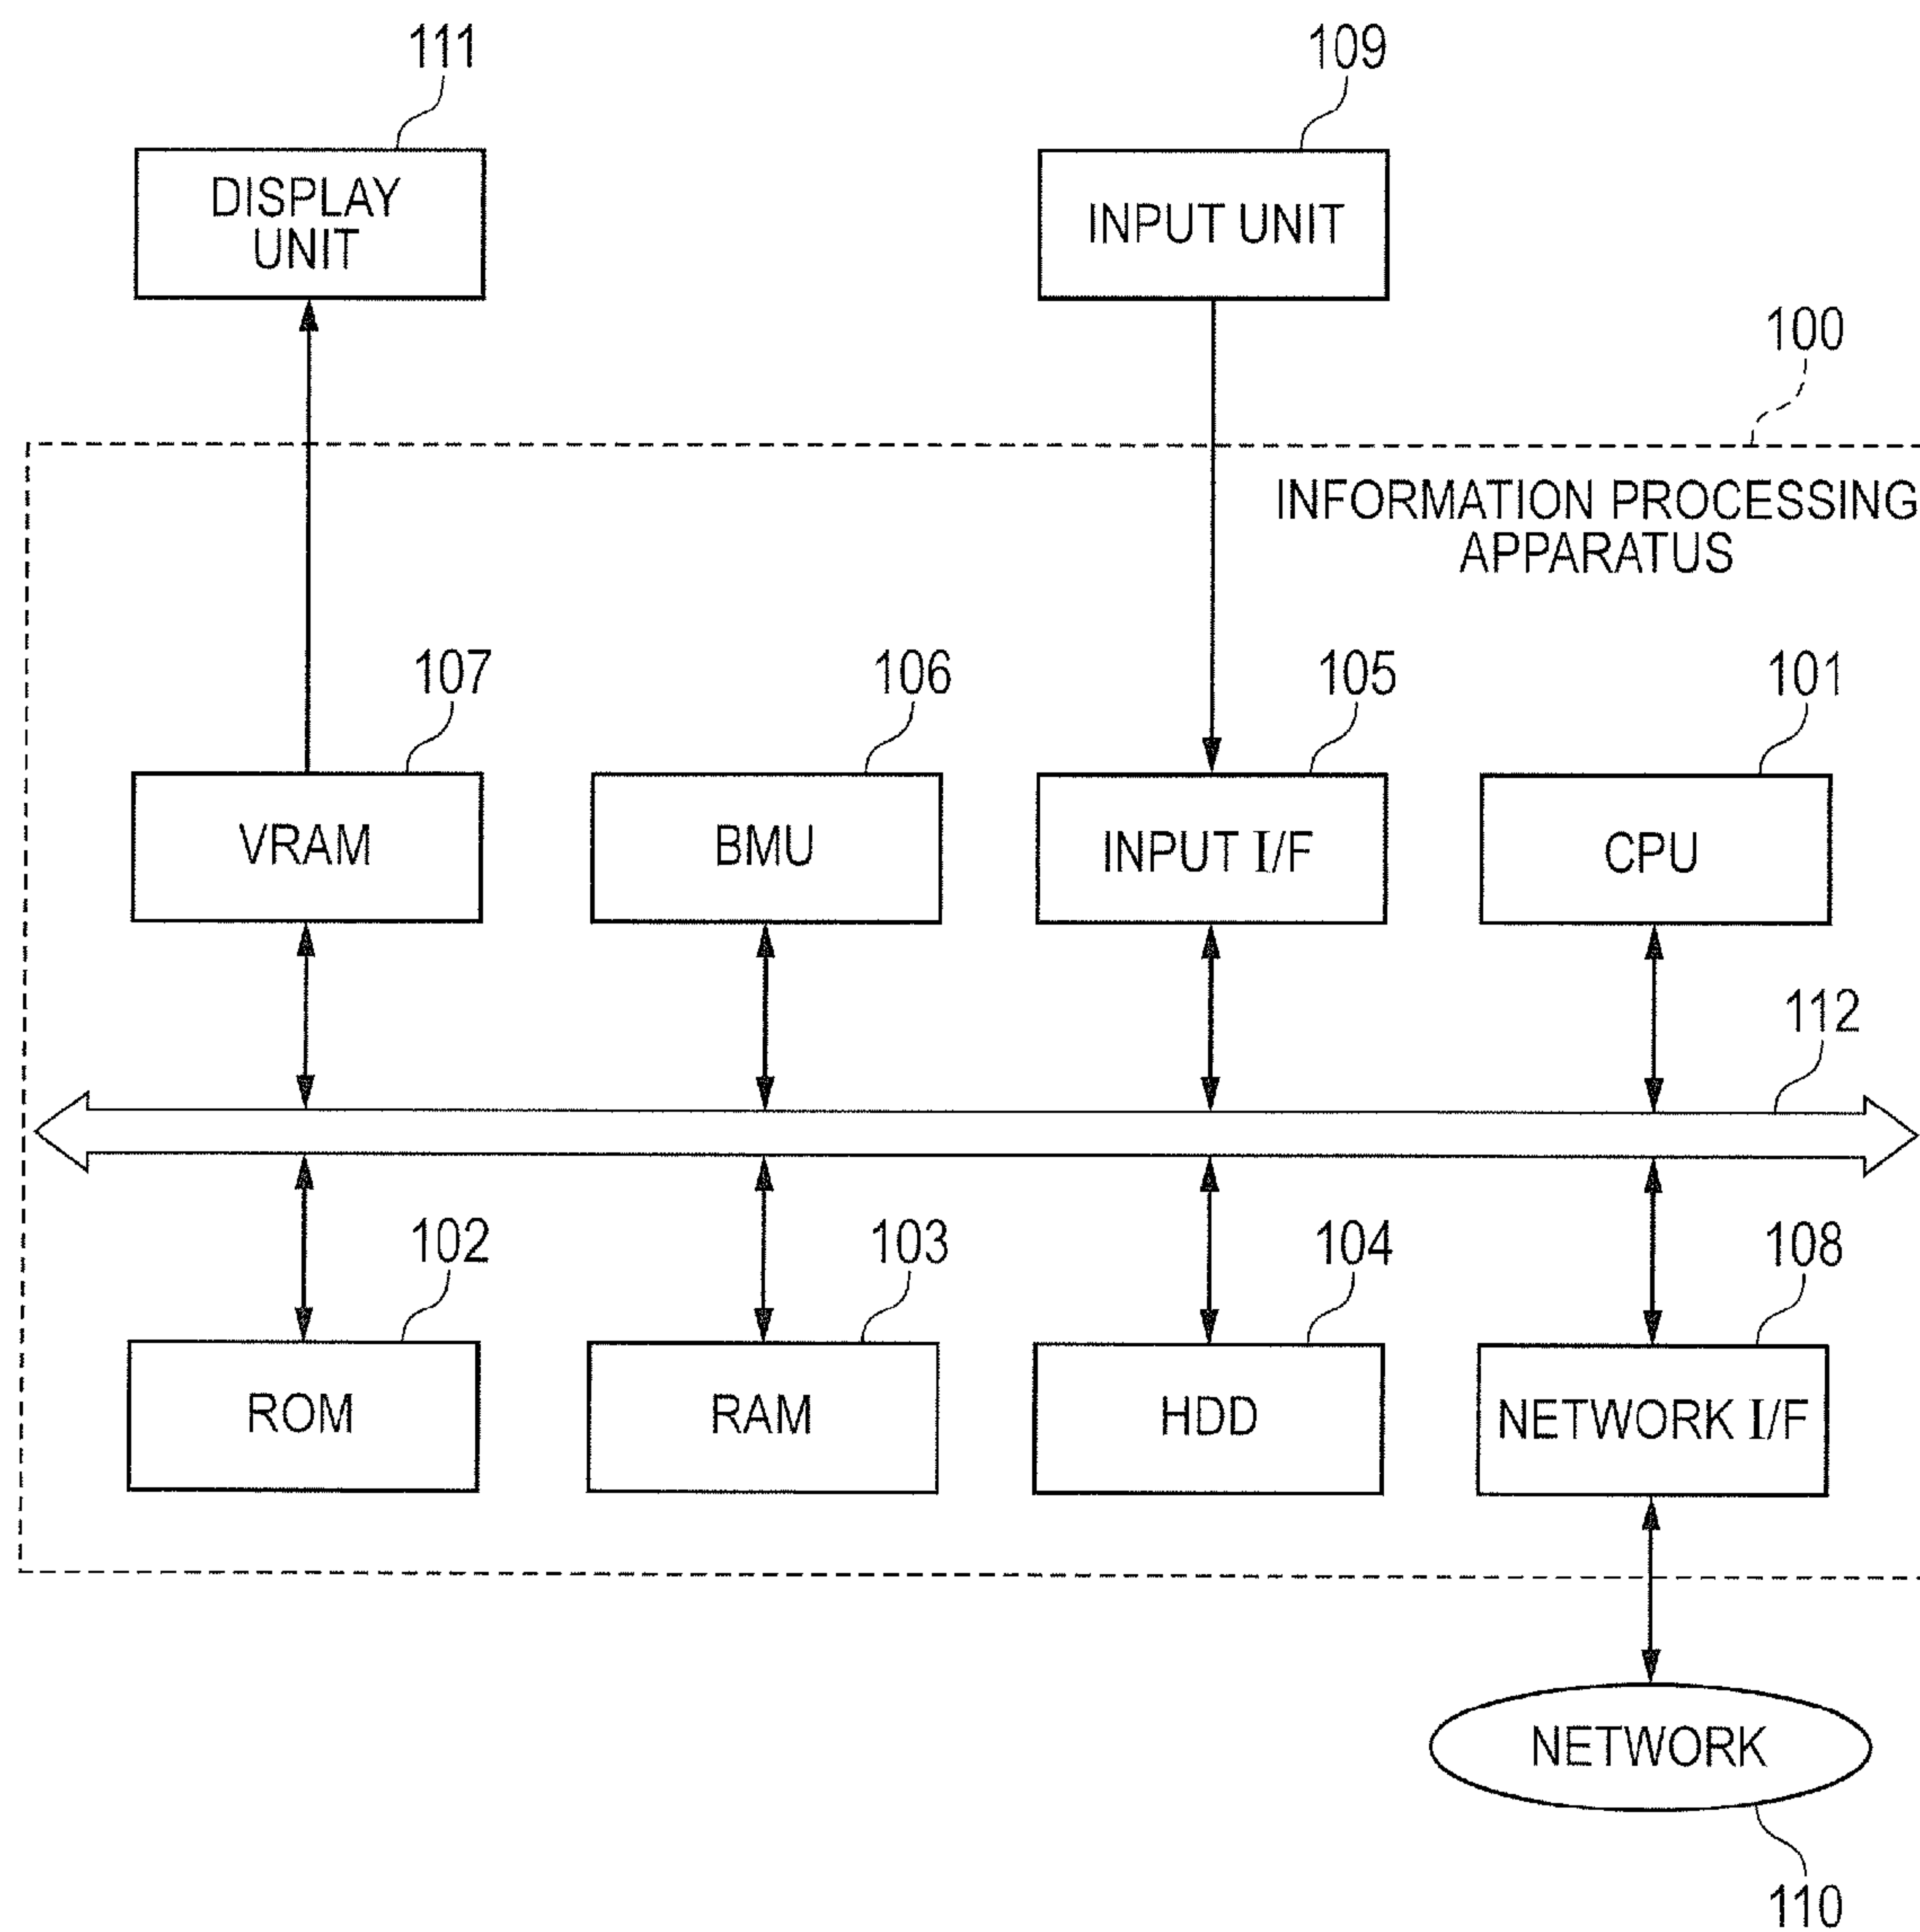 111
109
DISPLAY
UNIT
INPUT UNIT
100
INFORMATION PROCESSING
APPARATUS
107
106
105
101
VRAM
BMU
INPUT I/F
CPU
112
102
103
104
108
ROM
RAM
HDD
NETWORK I/F
NETWORK
110